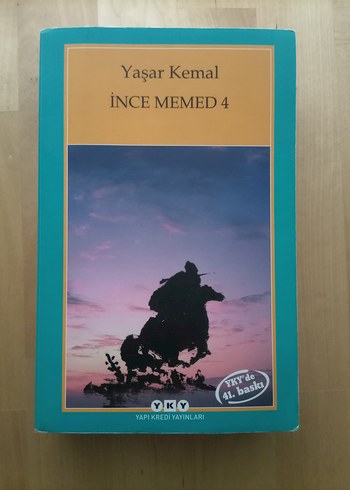 Yaşar Kemal
İNCE MEMED 4
YKY'de
41. baskı
YKY
YAPI KREDİ YAYINLARI